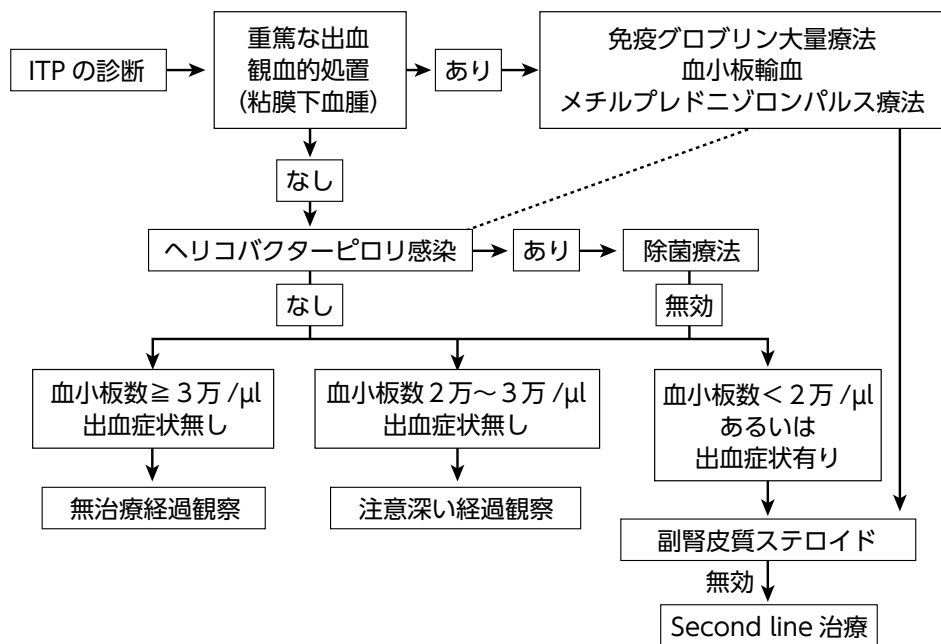 ITP の診断
重篤な出血
観血的処置
(粘膜下血腫)
あり
免疫グロブリン大量療法
血小板輸血
メチルプレドニゾロンパルス療法
なし
ヘリコバクターピロリ感染
あり
除菌療法
なし
無効
血小板数≧３万 /μl
出血症状無し
血小板数２万～３万 /μl
出血症状無し
血小板数＜２万 /μl
あるいは
出血症状有り
無治療経過観察
注意深い経過観察
副腎皮質ステロイド
無効
Second line 治療